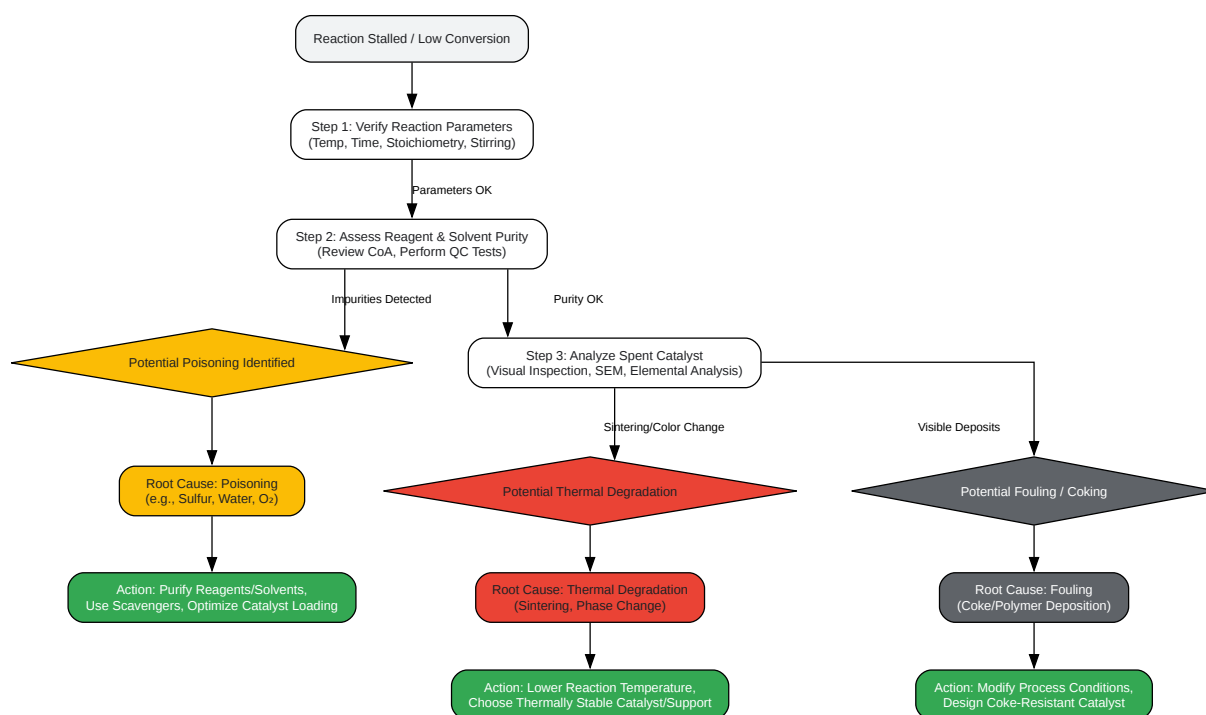 Reaction Stalled / Low Conversion
Step 1: Verify Reaction Parameters
(Temp, Time, Stoichiometry, Stirring)
Parameters OK
Step 2: Assess Reagent & Solvent Purity
(Review CoA, Perform QC Tests)
Impurities Detected
Purity OK
Potential Poisoning Identified
Step 3: Analyze Spent Catalyst
(Visual Inspection, SEM, Elemental Analysis)
Sintering/Color Change
Visible Deposits
Root Cause: Poisoning
(e.g., Sulfur, Water, O₂)
Potential Thermal Degradation
Potential Fouling / Coking
Action: Purify Reagents/Solvents,
Use Scavengers, Optimize Catalyst Loading
Root Cause: Thermal Degradation
(Sintering, Phase Change)
Root Cause: Fouling
(Coke/Polymer Deposition)
Action: Lower Reaction Temperature,
Choose Thermally Stable Catalyst/Support
Action: Modify Process Conditions,
Design Coke-Resistant Catalyst